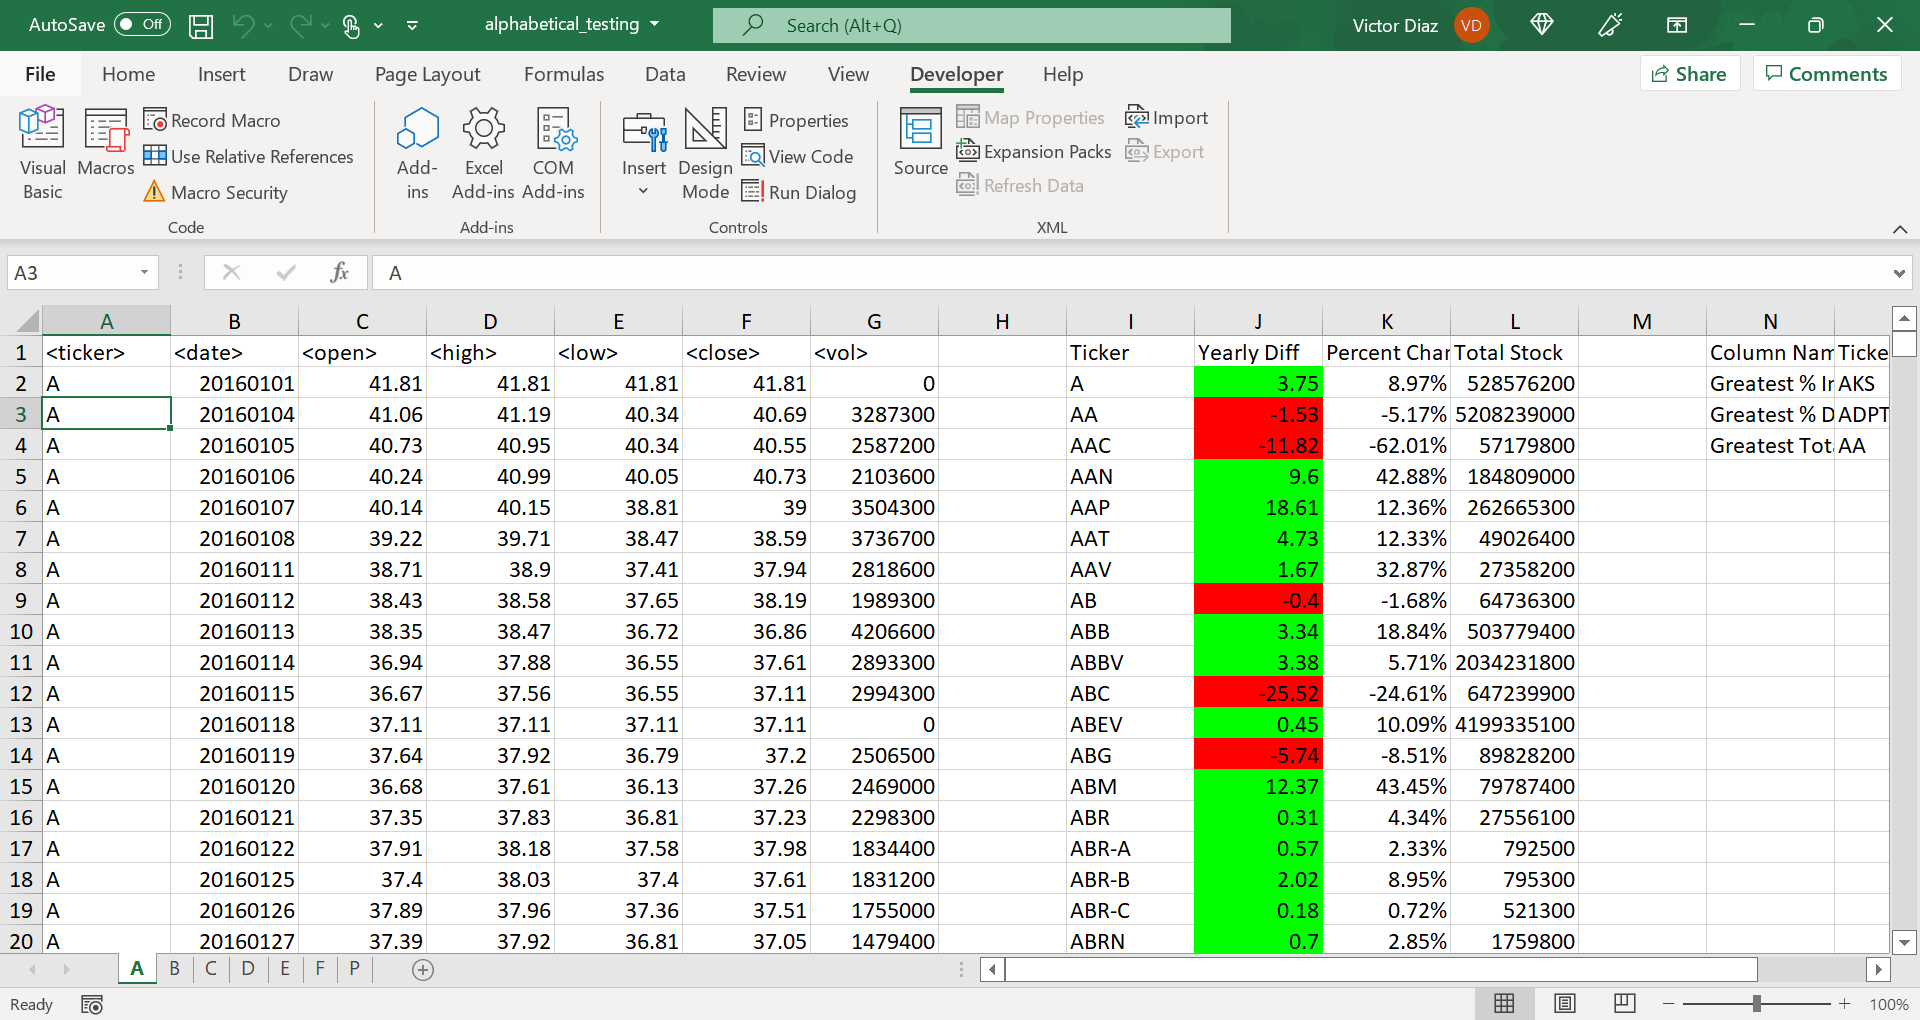 AutoSave Off alphabetical_testing Search (Alt+Q) Victor Diaz VD
File Home Insert Draw Page Layout Formulas Data Review View Developer Help Share Comments
Visual Basic Macros Record Macro Use Relative References Macro Security
Add-ins Excel Add-ins COM Add-ins
Insert Design Mode Properties View Code Run Dialog
Source Map Properties Expansion Packs Refresh Data Import Export
Code Add-ins Controls XML
A3 fx A
A B C D E F G H I J K L M N
1 <ticker> <date> <open> <high> <low> <close> <vol> Ticker Yearly Diff Percent Char Total Stock Column Nam Ticke
2 A 20160101 41.81 41.81 41.81 41.81 0 A 3.75 8.97% 528576200 Greatest % In AKS
3 A 20160104 41.06 41.19 40.34 40.69 3287300 AA -1.53 -5.17% 5208239000 Greatest % D ADPT
4 A 20160105 40.73 40.95 40.34 40.55 2587200 AAC -11.82 -62.01% 57179800 Greatest Tot AA
5 A 20160106 40.24 40.99 40.05 40.73 2103600 AAN 9.6 42.88% 184809000
6 A 20160107 40.14 40.15 38.81 39 3504300 AAP 18.61 12.36% 262665300
7 A 20160108 39.22 39.71 38.47 38.59 3736700 AAT 4.73 12.33% 49026400
8 A 20160111 38.71 38.9 37.41 37.94 2818600 AAV 1.67 32.87% 27358200
9 A 20160112 38.43 38.58 37.65 38.19 1989300 AB -0.4 -1.68% 64736300
10 A 20160113 38.35 38.47 36.72 36.86 4206600 ABB 3.34 18.84% 503779400
11 A 20160114 36.94 37.88 36.55 37.61 2893300 ABBV 3.38 5.71% 2034231800
12 A 20160115 36.67 37.56 36.55 37.11 2994300 ABC -25.52 -24.61% 647239900
13 A 20160118 37.11 37.11 37.11 37.11 0 ABEV 0.45 10.09% 4199335100
14 A 20160119 37.64 37.92 36.79 37.2 2506500 ABG -5.74 -8.51% 89828200
15 A 20160120 36.68 37.61 36.13 37.26 2469000 ABM 12.37 43.45% 79787400
16 A 20160121 37.35 37.83 36.81 37.23 2298300 ABR 0.31 4.34% 27556100
17 A 20160122 37.91 38.18 37.58 37.98 1834400 ABR-A 0.57 2.33% 792500
18 A 20160125 37.4 38.03 37.4 37.61 1831200 ABR-B 2.02 8.95% 795300
19 A 20160126 37.89 37.96 37.36 37.51 1755000 ABR-C 0.18 0.72% 521300
20 A 20160127 37.39 37.92 36.81 37.05 1479400 ABRN 0.7 2.85% 1759800
A B C D E F P
Ready 100%